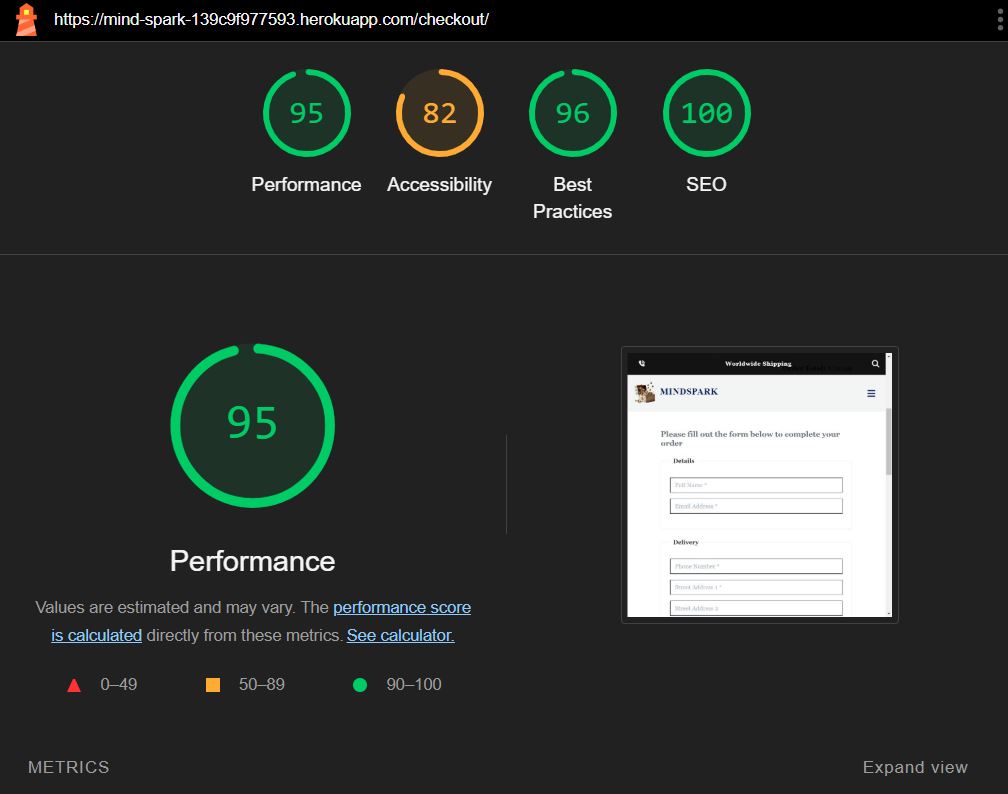 https://mind-spark-139c9f977593.herokuapp.com/checkout/
95
82
96
100
Performance
Accessibility
Best
Practices
SEO
95
Performance
Values are estimated and may vary. The performance score
is calculated directly from these metrics. See calculator.
0–49
50–89
90–100
Worldwide Shipping
MINDSPARK
Please fill out the form below to complete your
order
Details
Full Name *
Email Address *
Delivery
Phone Number *
Street Address 1 *
Street Address 2
METRICS
Expand view